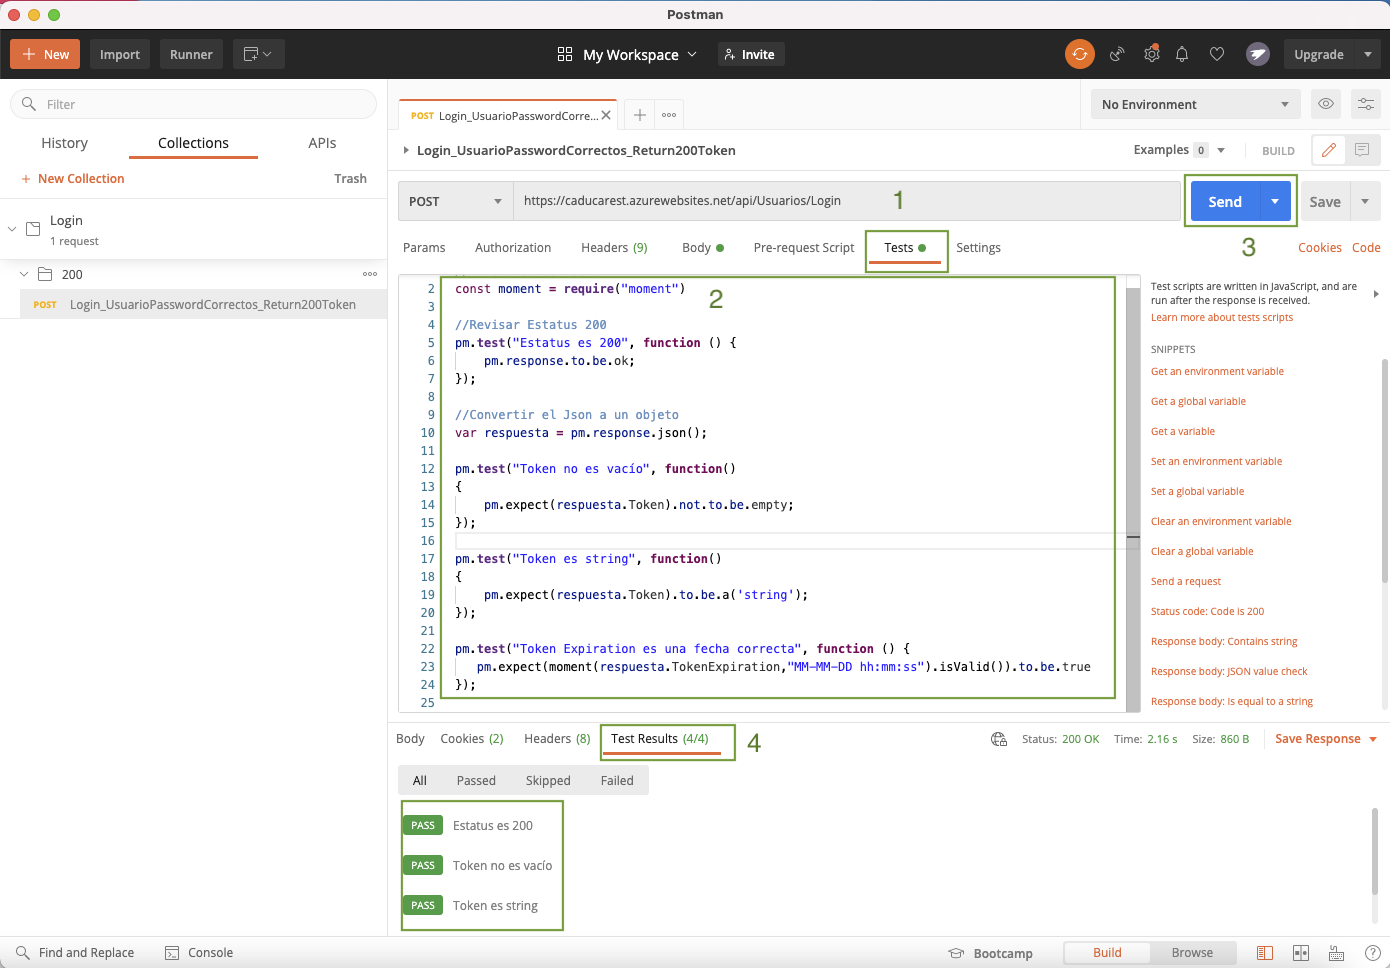 Postman
New
Import
Runner
My Workspace
Invite
Upgrade
Filter
History
Collections
APIs
+ New Collection
Trash
Login
1 request
200
POST Login_UsuarioPasswordCorrectos_Return200Token
POST Login_UsuarioPasswordCorre...
No Environment
Login_UsuarioPasswordCorrectos_Return200Token
Examples 0
BUILD
POST
https://caducarest.azurewebsites.net/api/Usuarios/Login
1
Send
Save
Params
Authorization
Headers (9)
Body
Pre-request Script
Tests
Settings
3
Cookies
Code
2 const moment = require("moment")
2
3
4 //Revisar Estatus 200
5 pm.test("Estatus es 200", function () {
6 pm.response.to.be.ok;
7 });
8
9 //Convertir el Json a un objeto
10 var respuesta = pm.response.json();
11
12 pm.test("Token no es vacío", function()
13 {
14 pm.expect(respuesta.Token).not.to.be.empty;
15 });
16
17 pm.test("Token es string", function()
18 {
19 pm.expect(respuesta.Token).to.be.a('string');
20 });
21
22 pm.test("Token Expiration es una fecha correcta", function () {
23 pm.expect(moment(respuesta.TokenExpiration,"MM-MM-DD hh:mm:ss").isValid()).to.be.true
24 });
25
Test scripts are written in JavaScript, and are
run after the response is received.
Learn more about tests scripts
SNIPPETS
Get an environment variable
Get a global variable
Get a variable
Set an environment variable
Set a global variable
Clear an environment variable
Clear a global variable
Send a request
Status code: Code is 200
Response body: Contains string
Response body: JSON value check
Response body: Is equal to a string
Body
Cookies (2)
Headers (8)
Test Results (4/4)
4
Status: 200 OK
Time: 2.16 s
Size: 860 B
Save Response
All
Passed
Skipped
Failed
PASS Estatus es 200
PASS Token no es vacío
PASS Token es string
Find and Replace
Console
Bootcamp
Build
Browse